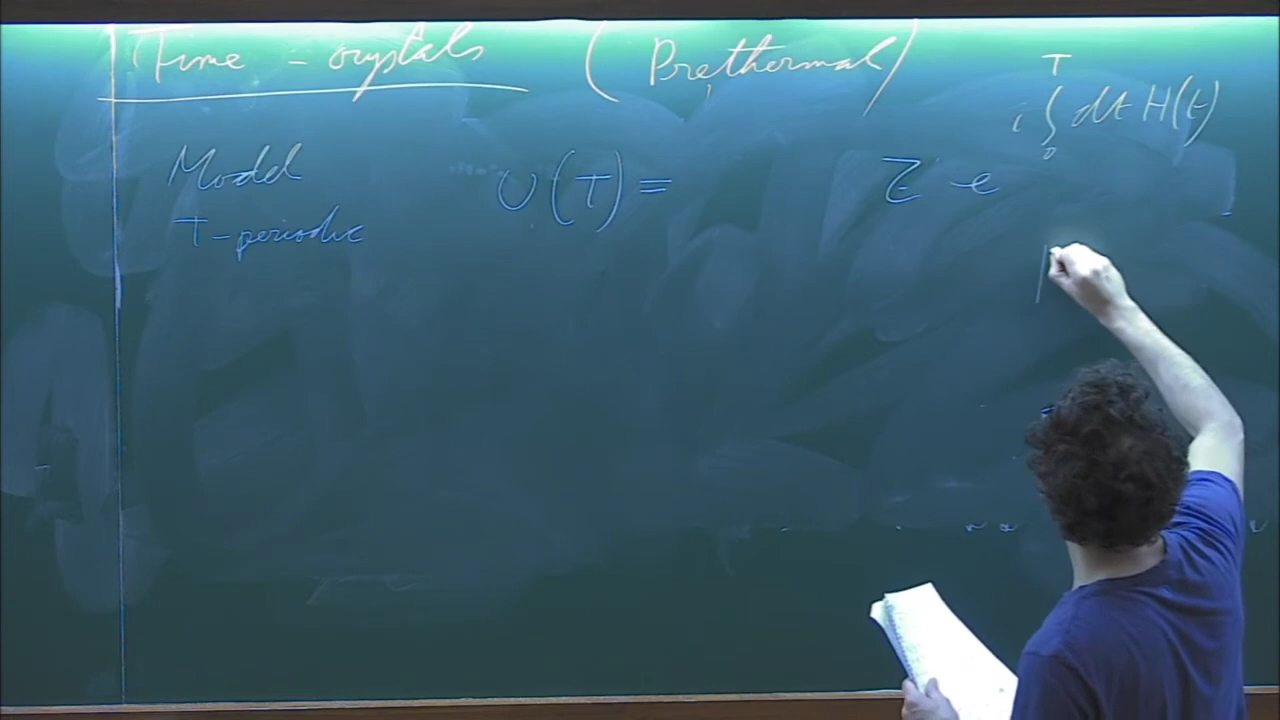 Time - crystals (Prethermal)
Model U(T) = Z e^{i ∫_0^T dt H(t)}
T-periodic